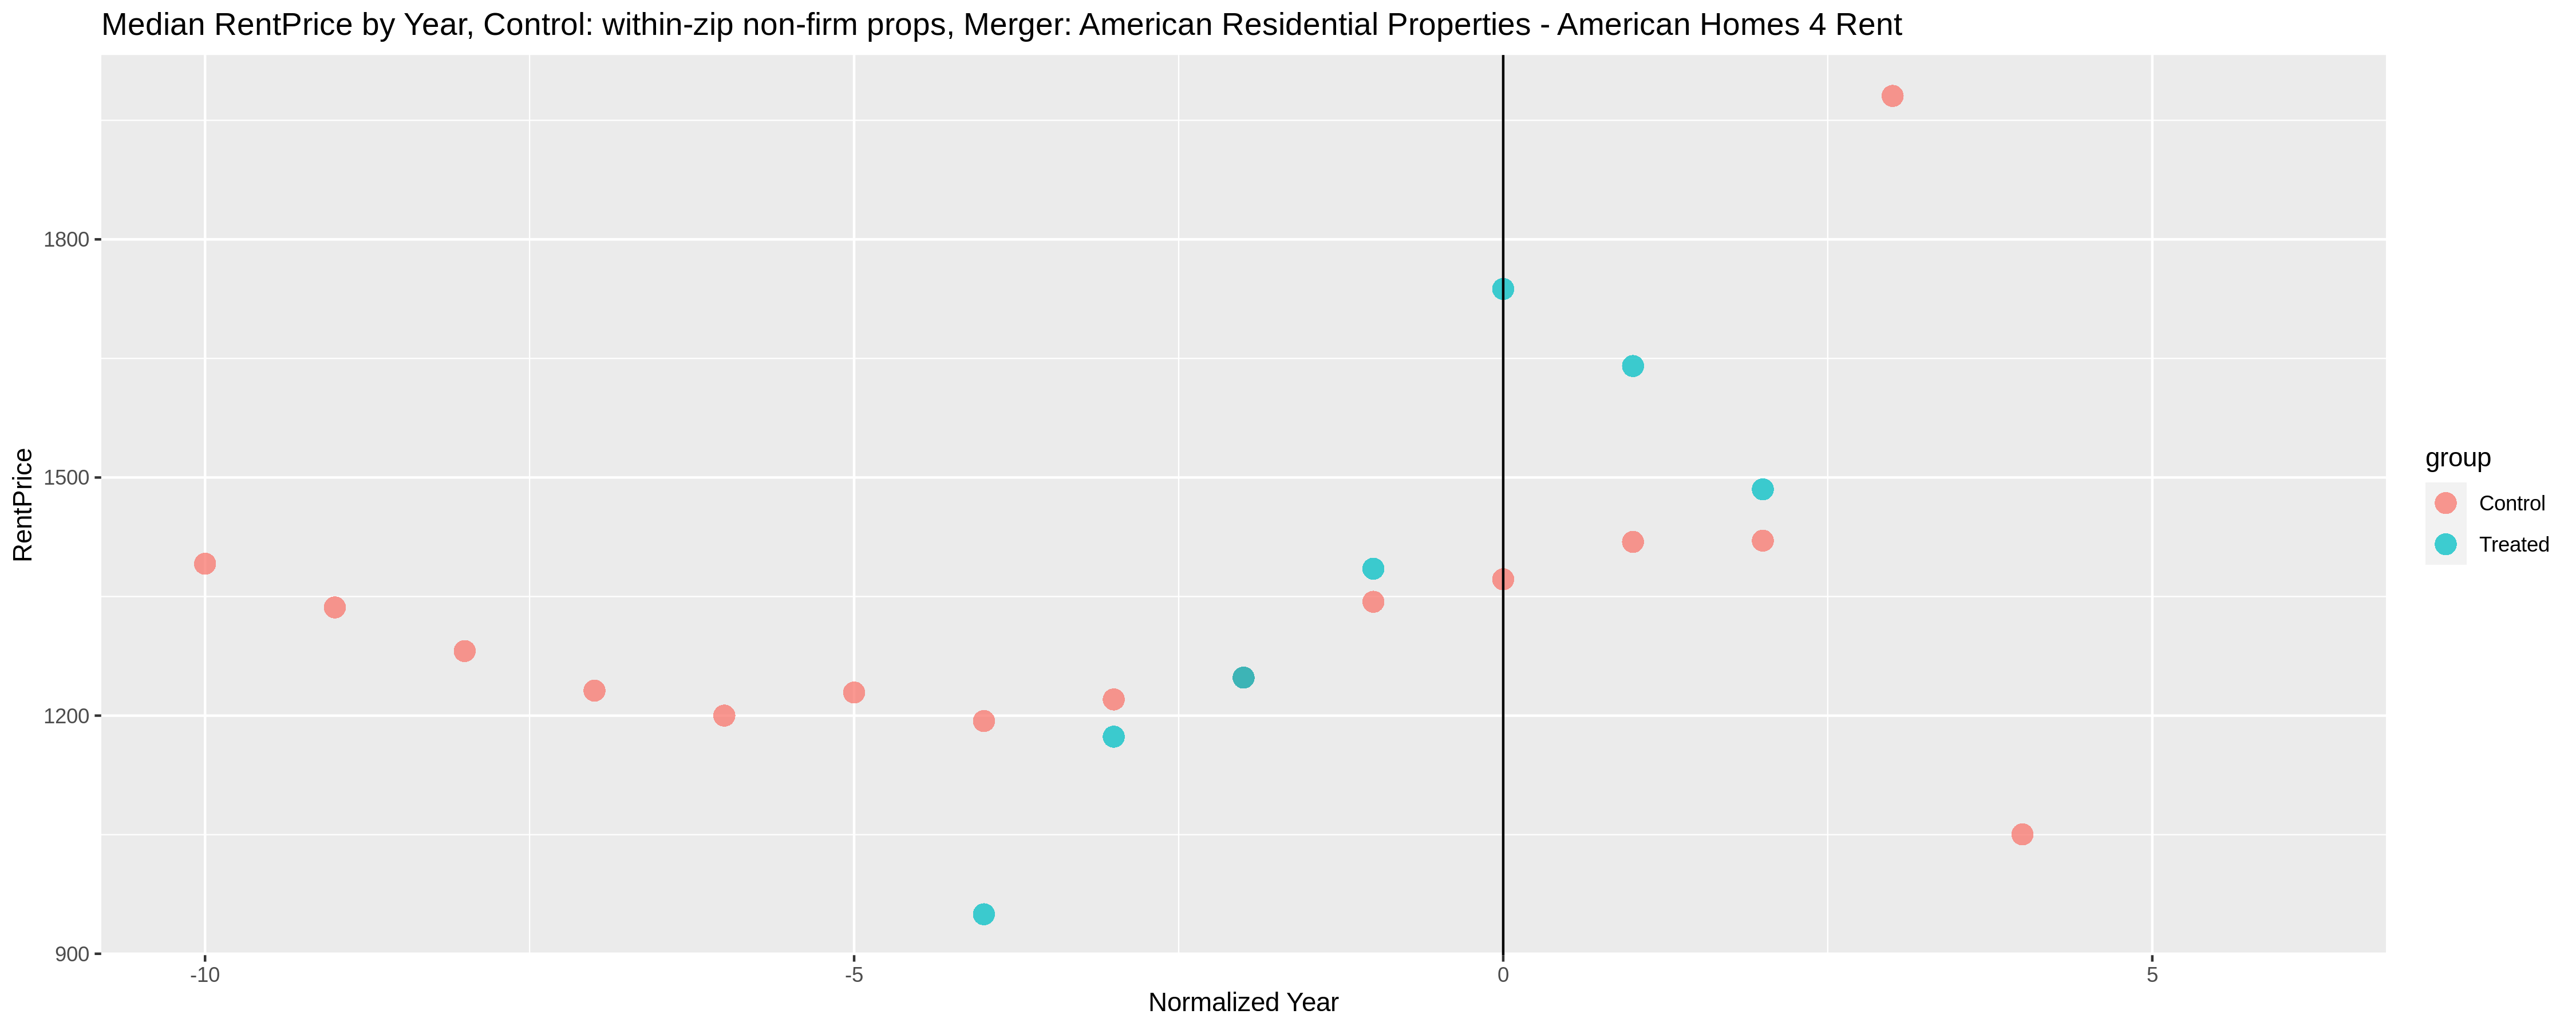 Median RentPrice by Year, Control: within-zip non-firm props, Merger: American Residential Properties - American Homes 4 Rent
RentPrice
1800
1500
1200
900
-10
-5
0
5
Normalized Year
group
Control
Treated